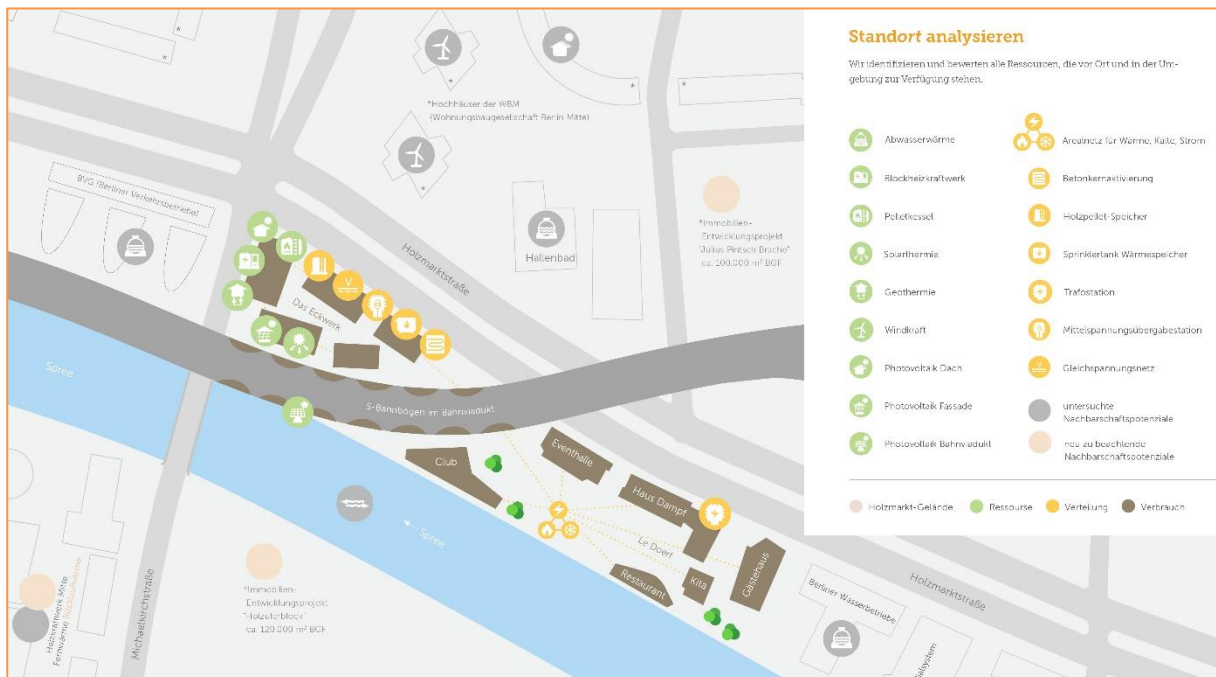 *Hochhäuser der WBM
(Wohnungsbaugesellschaft Berlin Mitte)
BVG (Berliner Verkehrsbetriebe)
Hallenbad
*Immobilien-
Entwicklungsprojekt
"Julius Pintsch Brache"
ca. 100.000 m² BGF
Holzmarktstraße
Das Eckwerk
Spree
S-Bahnbögen im Bahnviadukt
Club
Eventhalle
Haus Dampf
Le Doerf
Restaurant
Kita
Gästehaus
Spree
Holzmarktstraße
Berliner Wasserbetriebe
Michaelkirchstraße
Heizkraftwerk Mitte
Fernwärme
*Immobilien-
Entwicklungsprojekt
"Holzuferblock"
ca. 120.000 m² BGF
Standort analysieren
Wir identifizieren und bewerten alle Ressourcen, die vor Ort und in der Um-
gebung zur Verfügung stehen.
Abwasserwärme
Blockheizkraftwerk
Pelletkessel
Solarthermie
Geothermie
Windkraft
Photovoltaik Dach
Photovoltaik Fassade
Photovoltaik Bahnviadukt
Arealnetz für Wärme, Kälte, Strom
Betonkernaktivierung
Holzpellet-Speicher
Sprinklertank Wärmespeicher
Trafostation
Mittelspannungsübergabestation
Gleichspannungsnetz
untersuchte
Nachbarschaftspotenziale
neu zu beachtende
Nachbarschaftspotenziale
Holzmarkt-Gelände
Ressourse
Verteilung
Verbrauch